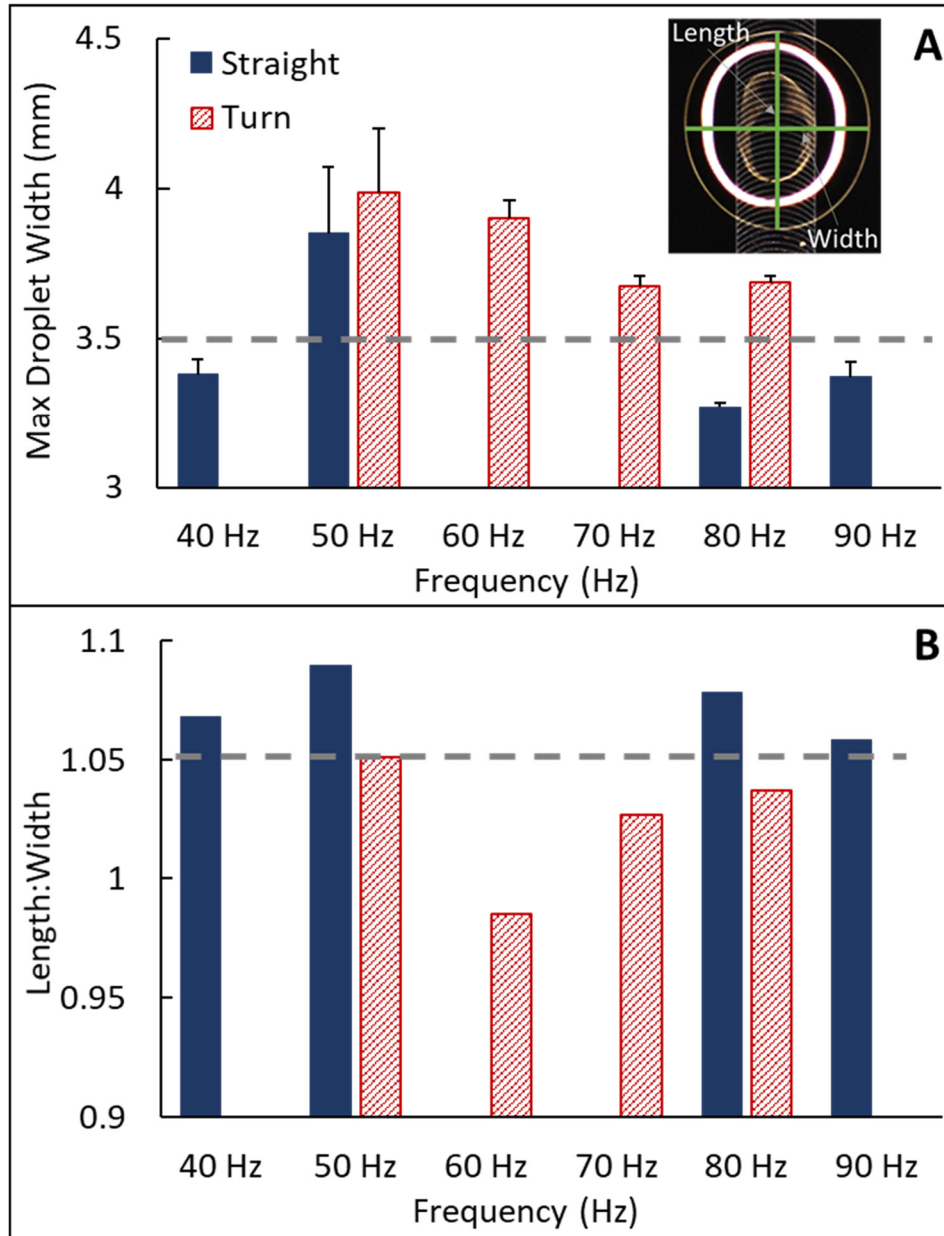 A
4.5
4
3.5
3
Max Droplet Width (mm)
Straight
Turn
Length
Width
40 Hz 50 Hz 60 Hz 70 Hz 80 Hz 90 Hz
Frequency (Hz)
B
1.1
1.05
1
0.95
0.9
Length:Width
40 Hz 50 Hz 60 Hz 70 Hz 80 Hz 90 Hz
Frequency (Hz)